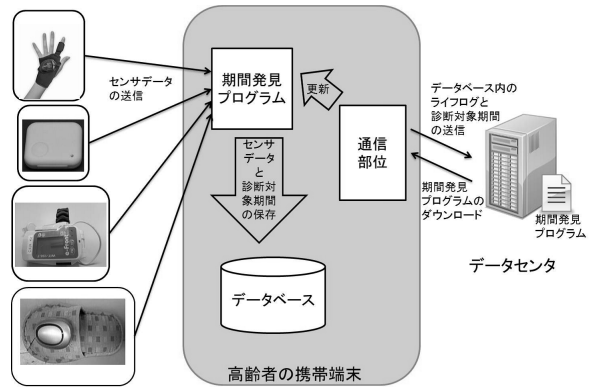 センサデータ
の送信
期間発見
プログラム
更新
通信
部位
データベース内の
ライフログと
診断対象期間
の送信
期間発見
プログラムの
ダウンロード
期間発見
プログラム
データセンタ
センサ
データ
と
診断対
象期間
の保存
データベース
高齢者の携帯端末